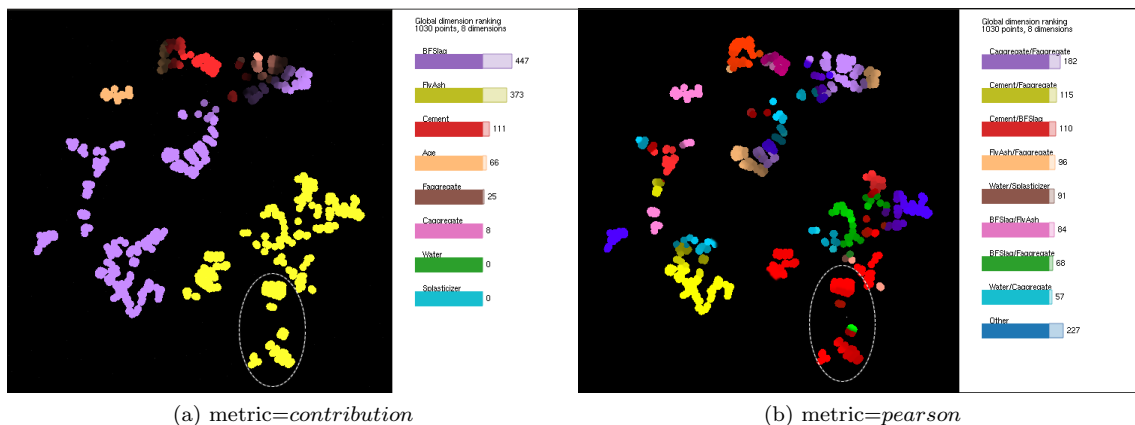 Global dimension ranking
1030 points, 8 dimensions
BFSlag
447
FlyAsh
373
Cement
111
Age
66
Faggregate
25
Caggregate
8
Water
0
Splasticizer
0
(a) metric=contribution
Global dimension ranking
1030 points, 8 dimensions
Caggregate/Faggregate
182
Cement/Faggregate
115
Cement/BFSlag
110
FlyAsh/Faggregate
96
Water/Splasticizer
91
BFSlag/FlyAsh
84
BFSlag/Faggregate
68
Water/Caggregate
57
Other
227
(b) metric=pearson